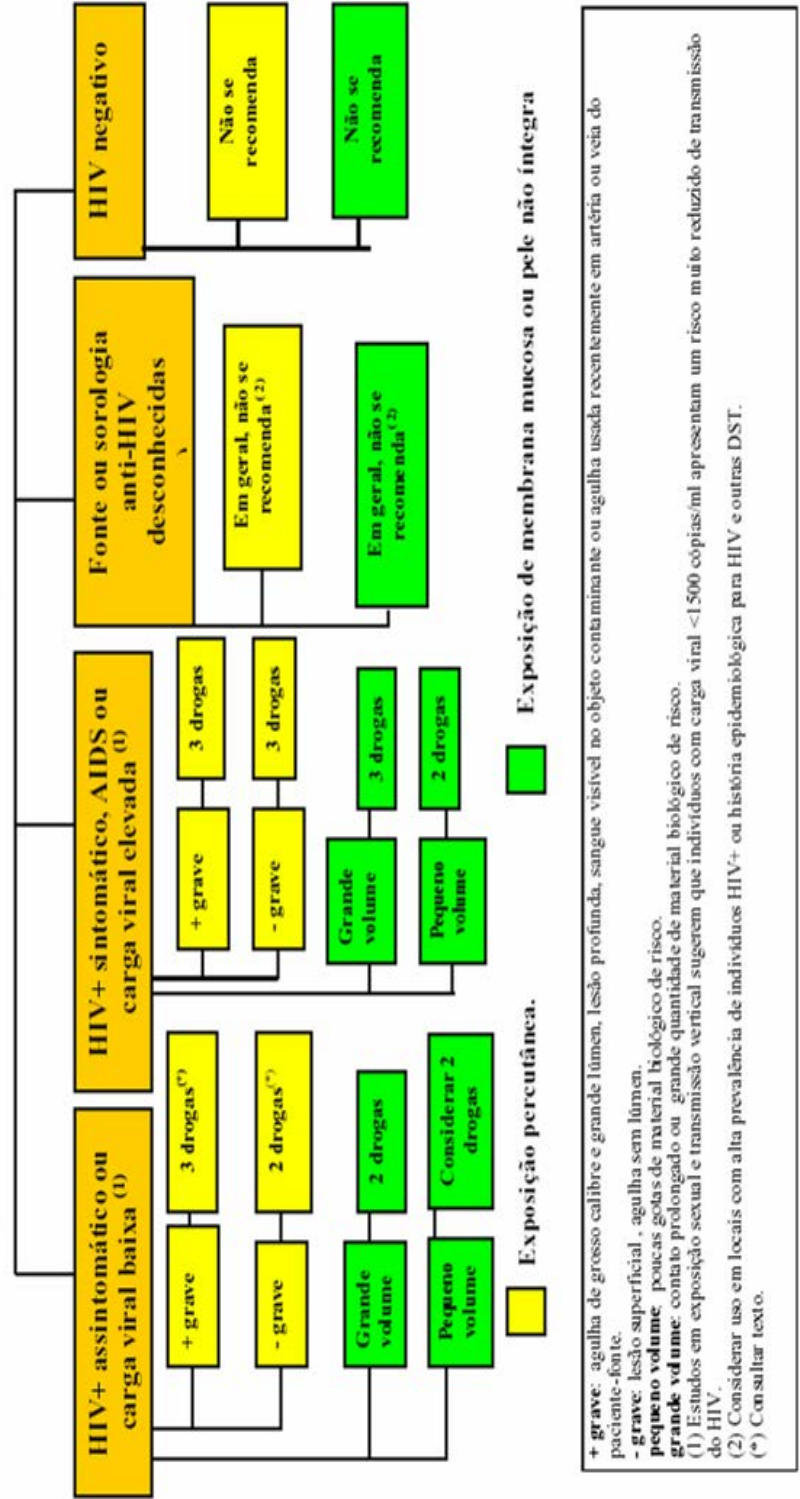 HIV+ assintomático ou
carga viral baixa (1)
+ grave
3 drogas(*)
- grave
2 drogas(*)
Grande
volume
2 drogas
Pequeno
volume
Considerar 2
drogas
HIV+ sintomático, AIDS ou
carga viral elevada (1)
+ grave
3 drogas
- grave
3 drogas
Grande
volume
3 drogas
Pequeno
volume
2 drogas
Fonte ou sorologia
anti-HIV
desconhecidas
Em geral, não se
recomenda(2)
Em geral, não se
recomenda(2)
HIV negativo
Não se
recomenda
Não se
recomenda
Exposição percutânea.
Exposição de membrana mucosa ou pele não íntegra
+ grave: agulha de grosso calibre e grande lúmen, lesão profunda, sangue visível no objeto contaminante ou agulha usada recentemente em artéria ou veia do
paciente-fonte.
- grave: lesão superficial , agulha sem lúmen.
pequeno volume: poucas gotas de material biológico de risco.
grande volume: contato prolongado ou grande quantidade de material biológico de risco.
(1) Estudos em exposição sexual e transmissão vertical sugerem que indivíduos com carga viral <1500 cópias/ml apresentam um risco muito reduzido de transmissão
do HIV.
(2) Considerar uso em locais com alta prevalência de indivíduos HIV+ ou história epidemiológica para HIV e outras DST.
(*) Consultar texto.